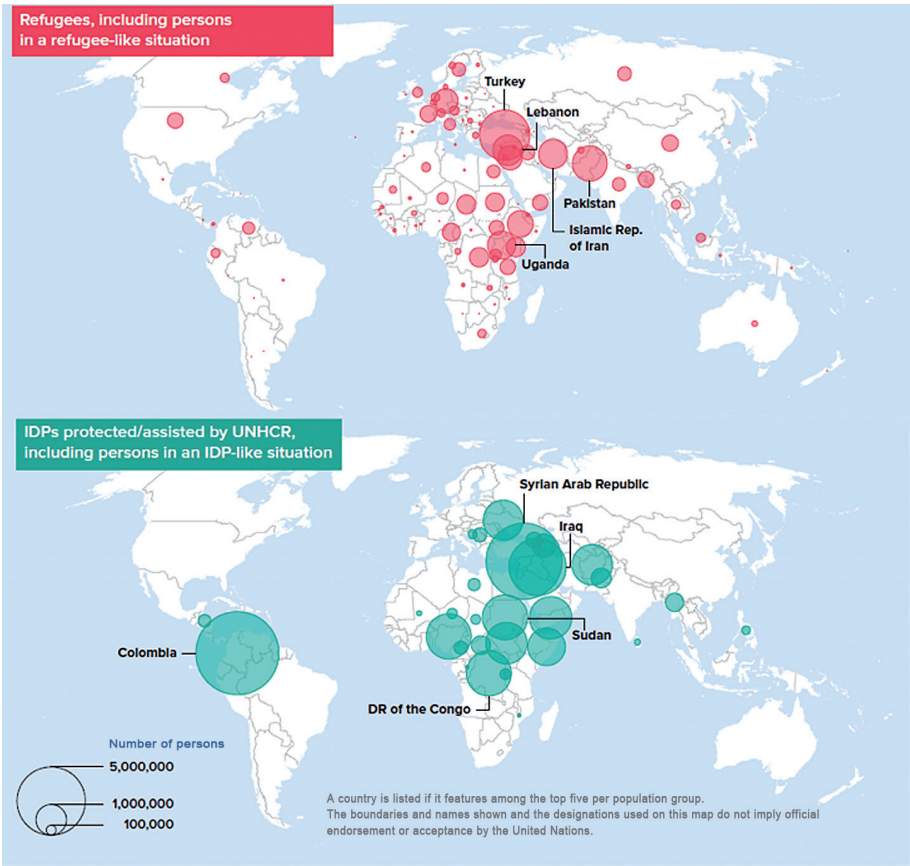 Refugees, including persons
in a refugee-like situation
Turkey
Lebanon
Pakistan
Islamic Rep.
of Iran
Uganda
IDPs protected/assisted by UNHCR,
including persons in an IDP-like situation
Syrian Arab Republic
Iraq
Sudan
Colombia
DR of the Congo
Number of persons
5,000,000
1,000,000
100,000
A country is listed if it features among the top five per population group.
The boundaries and names shown and the designations used on this map do not imply official
endorsement or acceptance by the United Nations.